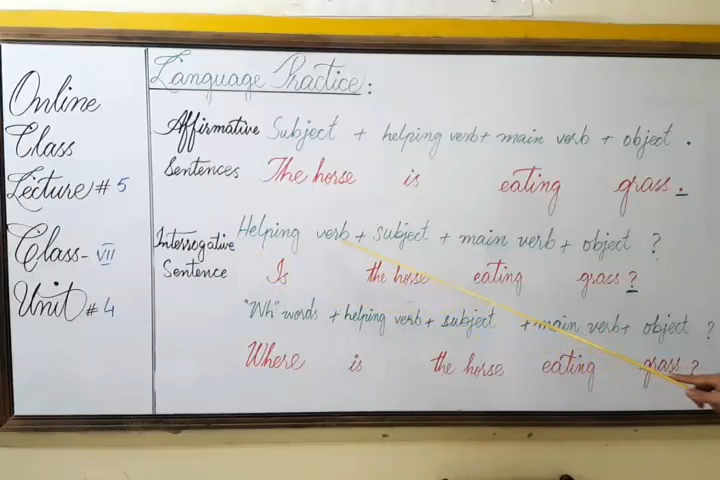 Online
Class
Lecture # 5
Class - VII
Unit # 4
Language Practice :
Affirmative Subject + helping verb + main verb + object .
Sentences The horse is eating grass .
Interrogative Helping verb + subject + main verb + object ?
Sentence Is the horse eating grass ?
"Wh" words + helping verb + subject + main verb + object ?
Where is the horse eating grass ?